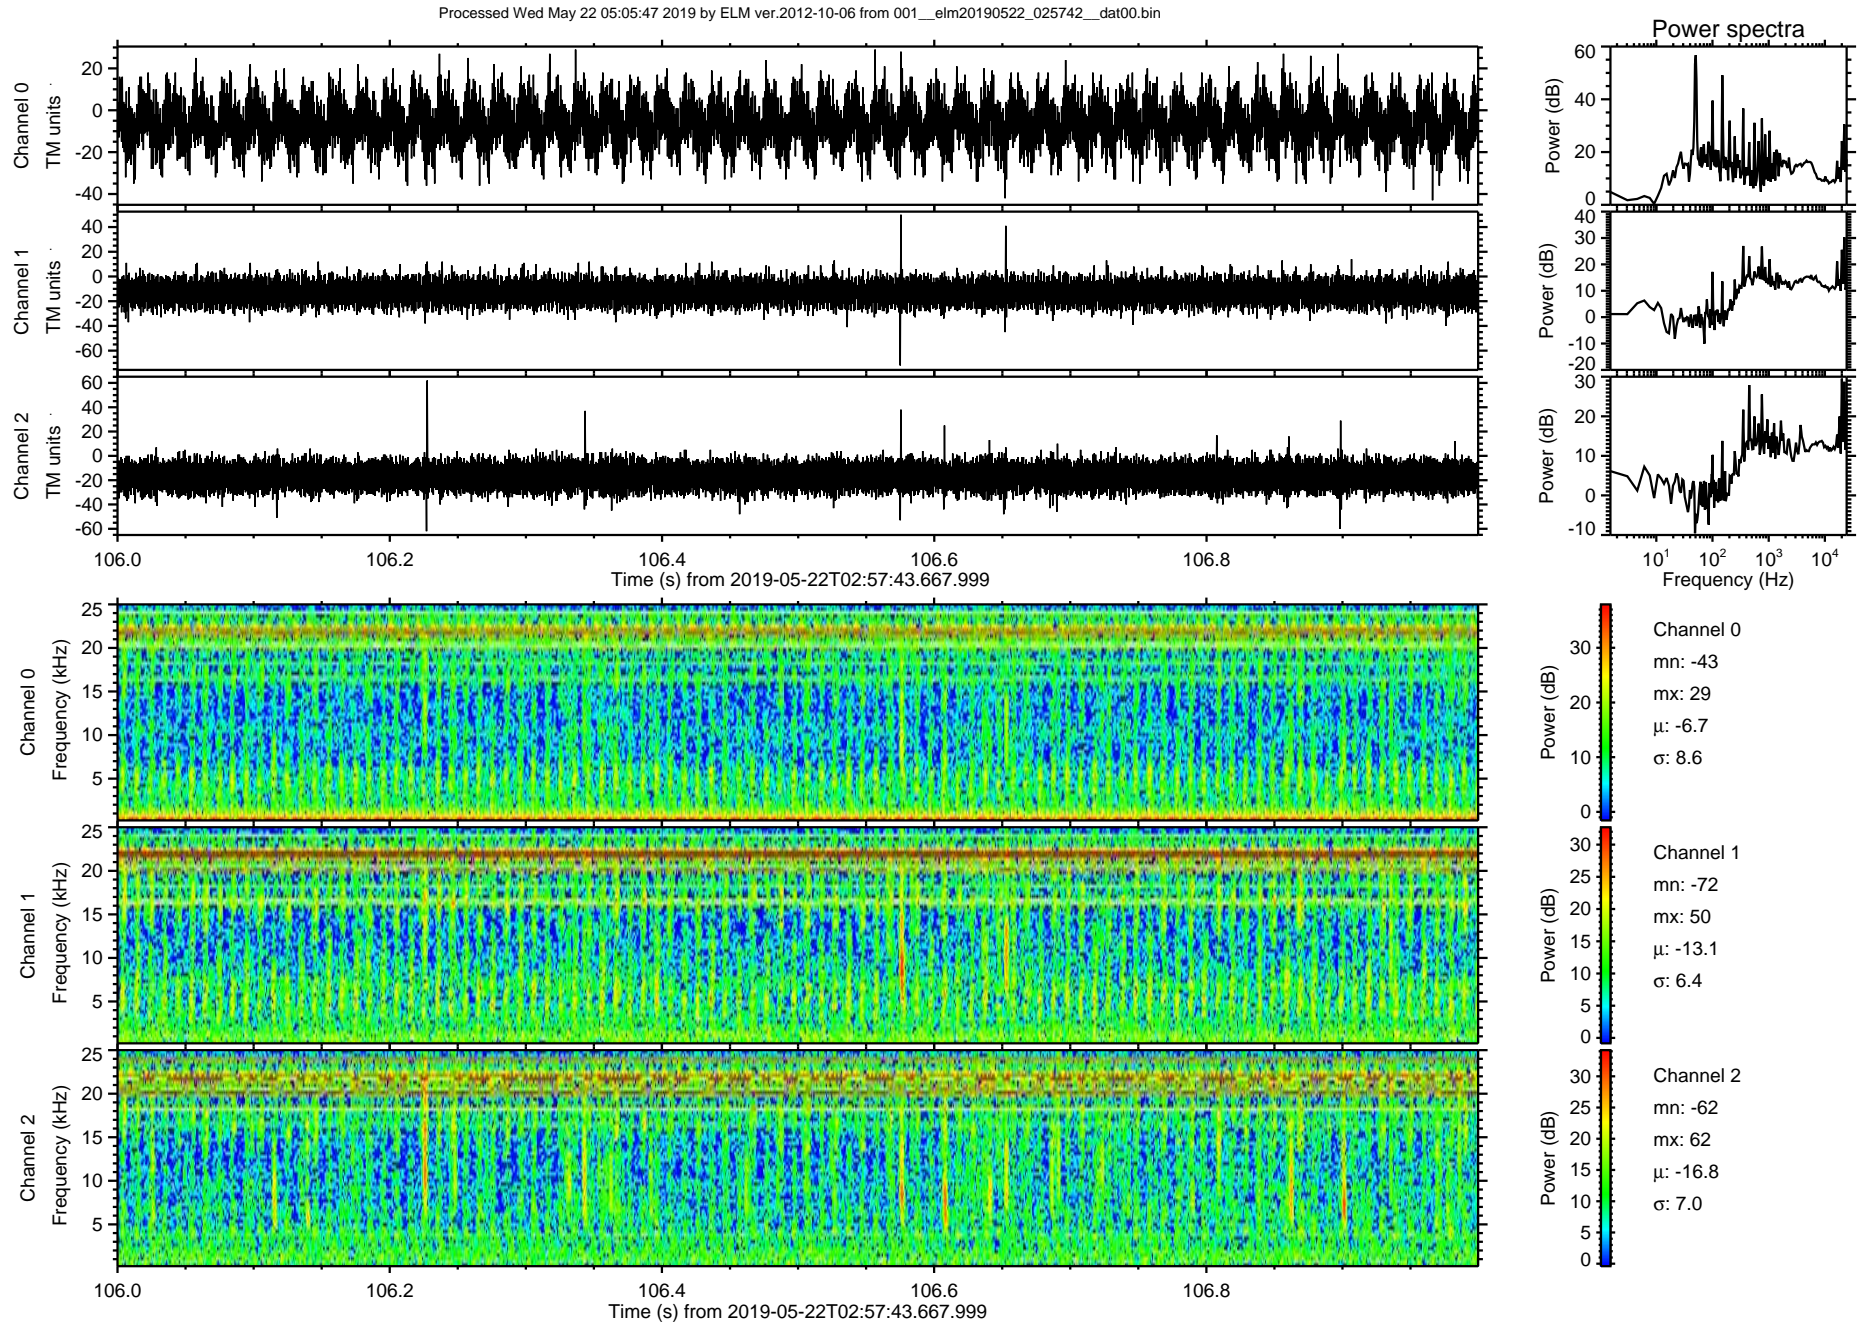 Processed Wed May 22 05:05:47 2019 by ELM ver.2012-10-06 from 001__elm20190522_025742__dat00.bin
Power spectra
Channel 0
TM units
20
0
-20
-40
Power (dB)
60
40
20
0
Channel 1
TM units
40
20
0
-20
-40
-60
Power (dB)
40
30
20
10
0
-10
-20
Channel 2
TM units
60
40
20
0
-20
-40
-60
Power (dB)
30
20
10
0
-10
106.0 106.2 106.4 106.6 106.8
Time (s) from 2019-05-22T02:57:43.667.999
10^1 10^2 10^3 10^4
Frequency (Hz)
Channel 0
Frequency (kHz)
25
20
15
10
5
Power (dB)
30
20
10
0
Channel 0
mn: -43
mx: 29
μ: -6.7
σ: 8.6
Channel 1
Frequency (kHz)
25
20
15
10
5
Power (dB)
30
25
20
15
10
5
0
Channel 1
mn: -72
mx: 50
μ: -13.1
σ: 6.4
Channel 2
Frequency (kHz)
25
20
15
10
5
Power (dB)
30
25
20
15
10
5
0
Channel 2
mn: -62
mx: 62
μ: -16.8
σ: 7.0
106.0 106.2 106.4 106.6 106.8
Time (s) from 2019-05-22T02:57:43.667.999